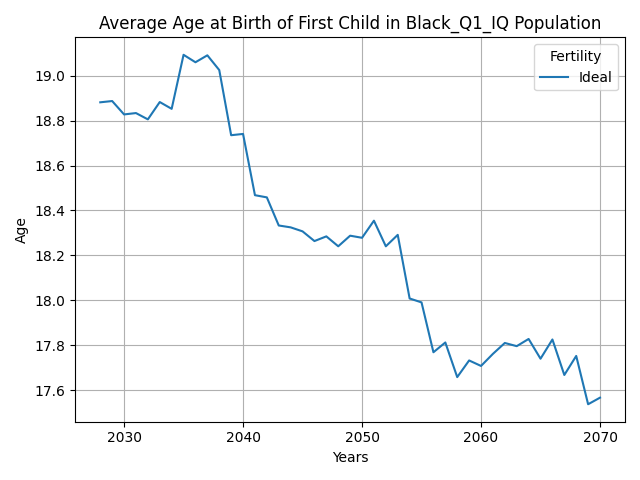 Average Age at Birth of First Child in Black_Q1_IQ Population
Fertility
Ideal
Age
19.0
18.8
18.6
18.4
18.2
18.0
17.8
17.6
2030 2040 2050 2060 2070
Years